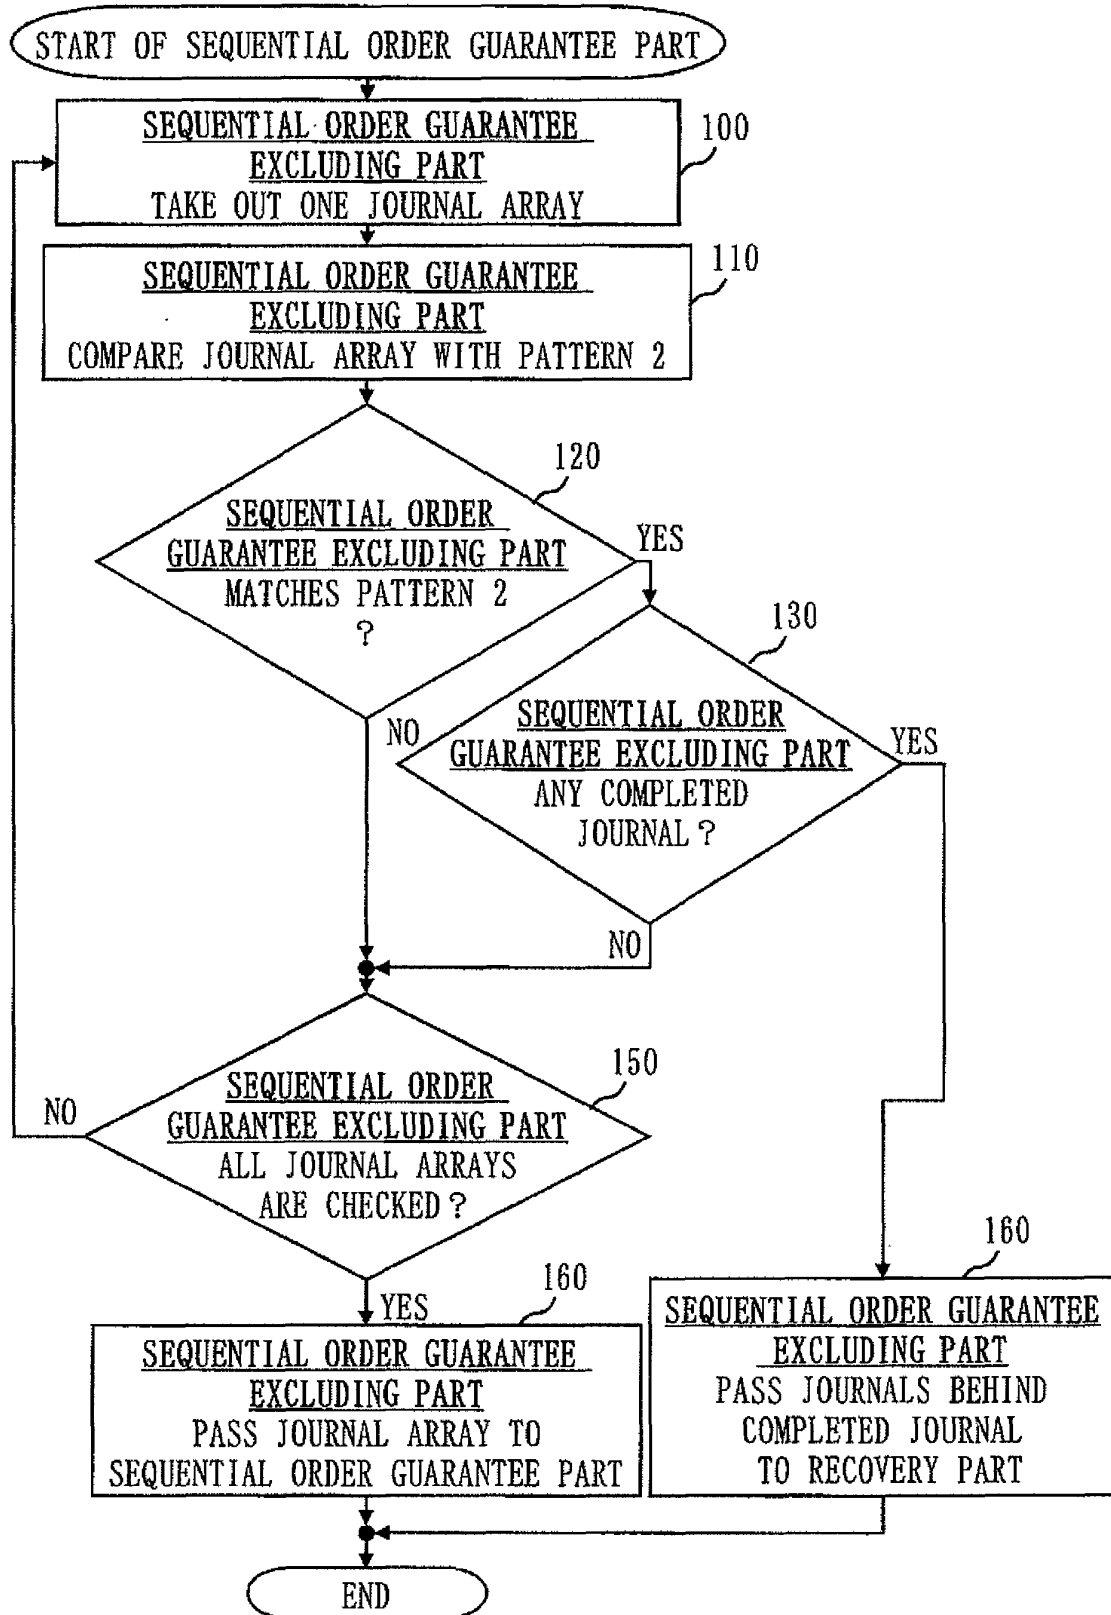 START OF SEQUENTIAL ORDER GUARANTEE PART
SEQUENTIAL ORDER GUARANTEE
EXCLUDING PART
TAKE OUT ONE JOURNAL ARRAY
100
SEQUENTIAL ORDER GUARANTEE
EXCLUDING PART
COMPARE JOURNAL ARRAY WITH PATTERN 2
110
120
SEQUENTIAL ORDER
GUARANTEE EXCLUDING PART
MATCHES PATTERN 2
?
YES
NO
130
SEQUENTIAL ORDER
GUARANTEE EXCLUDING PART
ANY COMPLETED
JOURNAL?
YES
NO
150
SEQUENTIAL ORDER
GUARANTEE EXCLUDING PART
ALL JOURNAL ARRAYS
ARE CHECKED?
NO
YES
160
SEQUENTIAL ORDER GUARANTEE
EXCLUDING PART
PASS JOURNAL ARRAY TO
SEQUENTIAL ORDER GUARANTEE PART
160
SEQUENTIAL ORDER GUARANTEE
EXCLUDING PART
PASS JOURNALS BEHIND
COMPLETED JOURNAL
TO RECOVERY PART
END